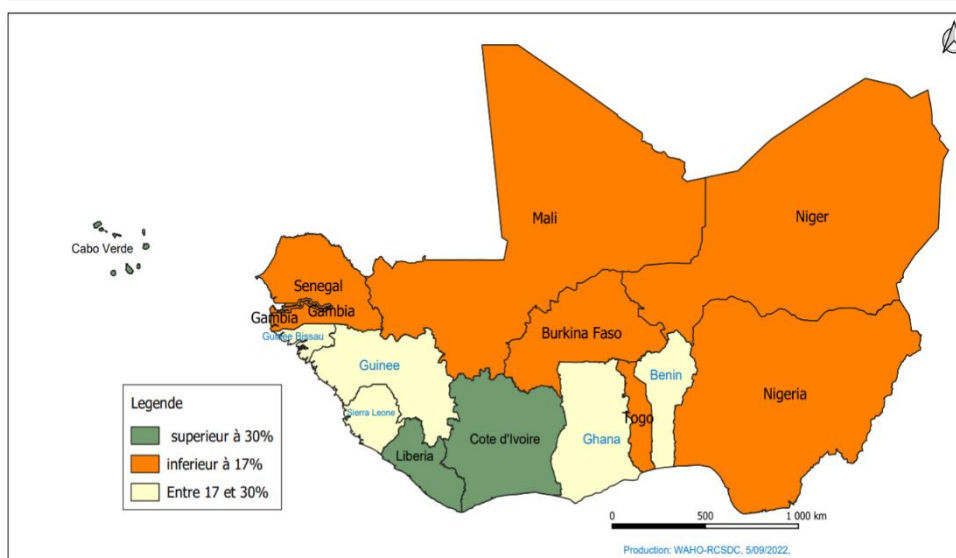 Mali
Niger
Cabo Verde
Senegal
Gambia
Gambia
Burkina Faso
Guinee Bissau
Guinee
Benin
Nigeria
Legende
Sierra Leone
superieur à 30%
Cote d'Ivoire
Ghana
Togo
Liberia
inferieur à 17%
Entre 17 et 30%
0 500 1 000 km
Production: WAHO-RCSDC, 5/09/2022,